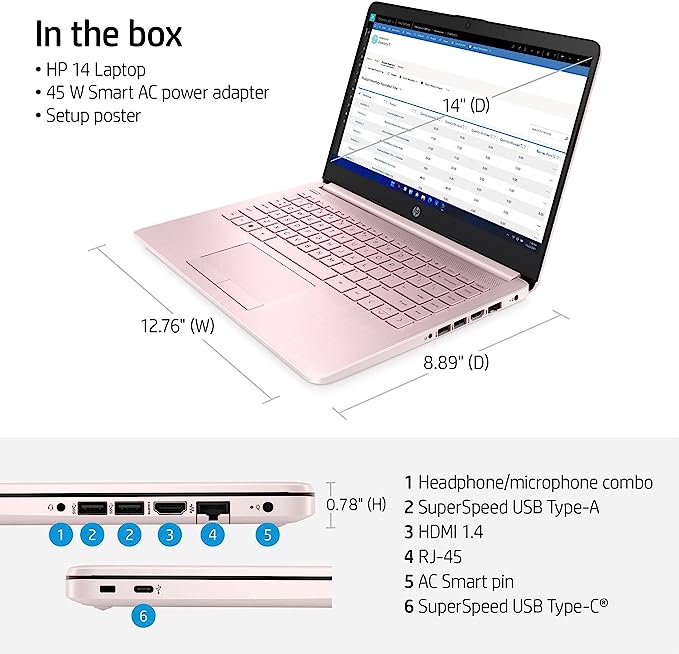 In the box
• HP 14 Laptop
• 45 W Smart AC power adapter
• Setup poster
14" (D)
hp
12.76" (W)
8.89" (D)
0.78" (H)
1
2
2
3
4
5
6
1 Headphone/microphone combo
2 SuperSpeed USB Type-A
3 HDMI 1.4
4 RJ-45
5 AC Smart pin
6 SuperSpeed USB Type-C®